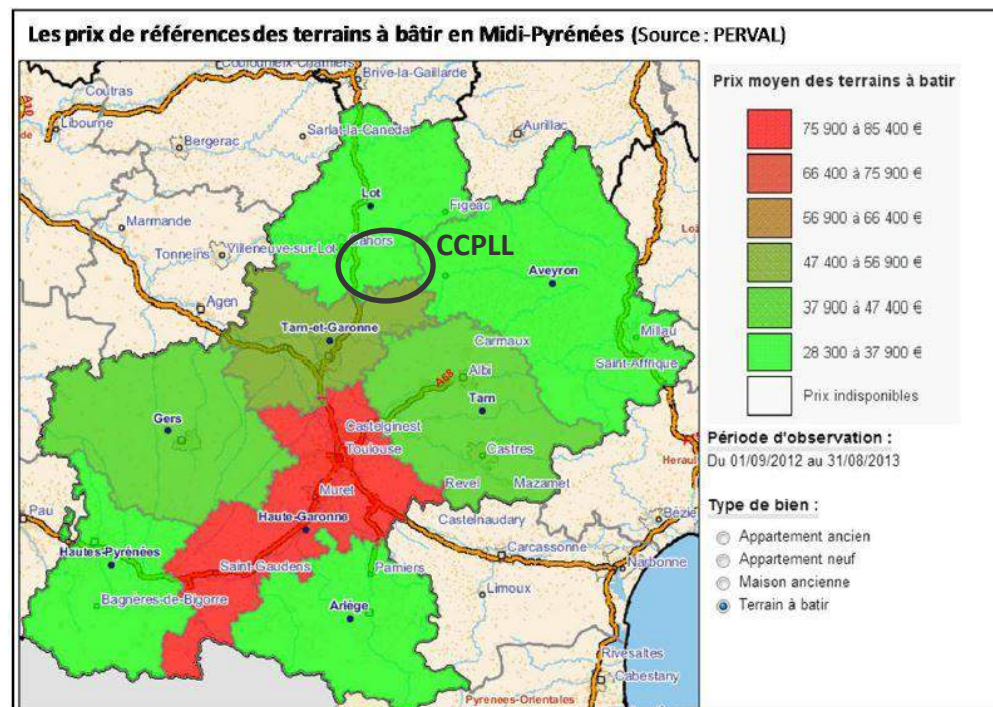 Les prix de référencesdes terrains à bâtir en Midi-Pyrénées (Source : PERVAL)
Brive-la-Gaillarde
Coutras
A10
Libourne
Bergerac
Sarlat-la-Canéda
Aurillac
Lot
Figeac
Marmande
Tonneins
Villeneuve-sur-Lot
Cahors
CCPLL
Aveyron
Agen
Tarn-et-Garonne
Millau
Carmaux
Saint-Affrique
Albi
A68
Tarn
Gers
Castelginest
Toulouse
Castres
Revel
Mazamet
Muret
Pau
Haute-Garonne
Castelnaudary
Hautes-Pyrénées
Carcassonne
Narbonne
Saint-Gaudens
Pamiers
Limoux
Bagnères-de-Bigorre
Ariège
Rivesaltes
Cabestany
Pyrenees-Orientales
Prix moyen des terrains à batir
75 900 à 85 400 €
66 400 à 75 900 €
56 900 à 66 400 €
47 400 à 56 900 €
37 900 à 47 400 €
28 300 à 37 900 €
Prix indisponibles
Période d'observation :
Du 01/09/2012 au 31/08/2013
Type de bien :
Appartement ancien
Appartement neuf
Maison ancienne
Terrain à batir